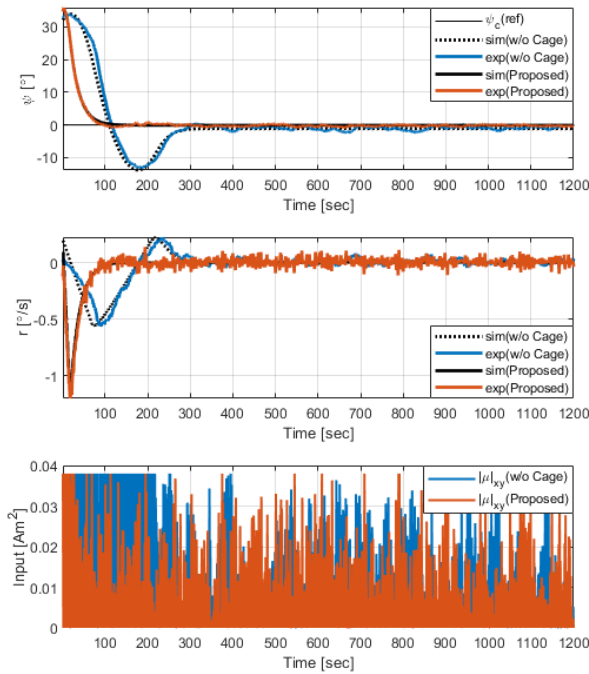 30
20
10
0
-10
ψ [°]
ψ_c(ref)
sim(w/o Cage)
exp(w/o Cage)
sim(Proposed)
exp(Proposed)
100 200 300 400 500 600 700 800 900 1000 1100 1200
Time [sec]
0
-0.5
-1
r [°/s]
sim(w/o Cage)
exp(w/o Cage)
sim(Proposed)
exp(Proposed)
100 200 300 400 500 600 700 800 900 1000 1100 1200
Time [sec]
0.04
0.03
0.02
0.01
0
Input [Am²]
|μ|_xy(w/o Cage)
|μ|_xy(Proposed)
100 200 300 400 500 600 700 800 900 1000 1100 1200
Time [sec]